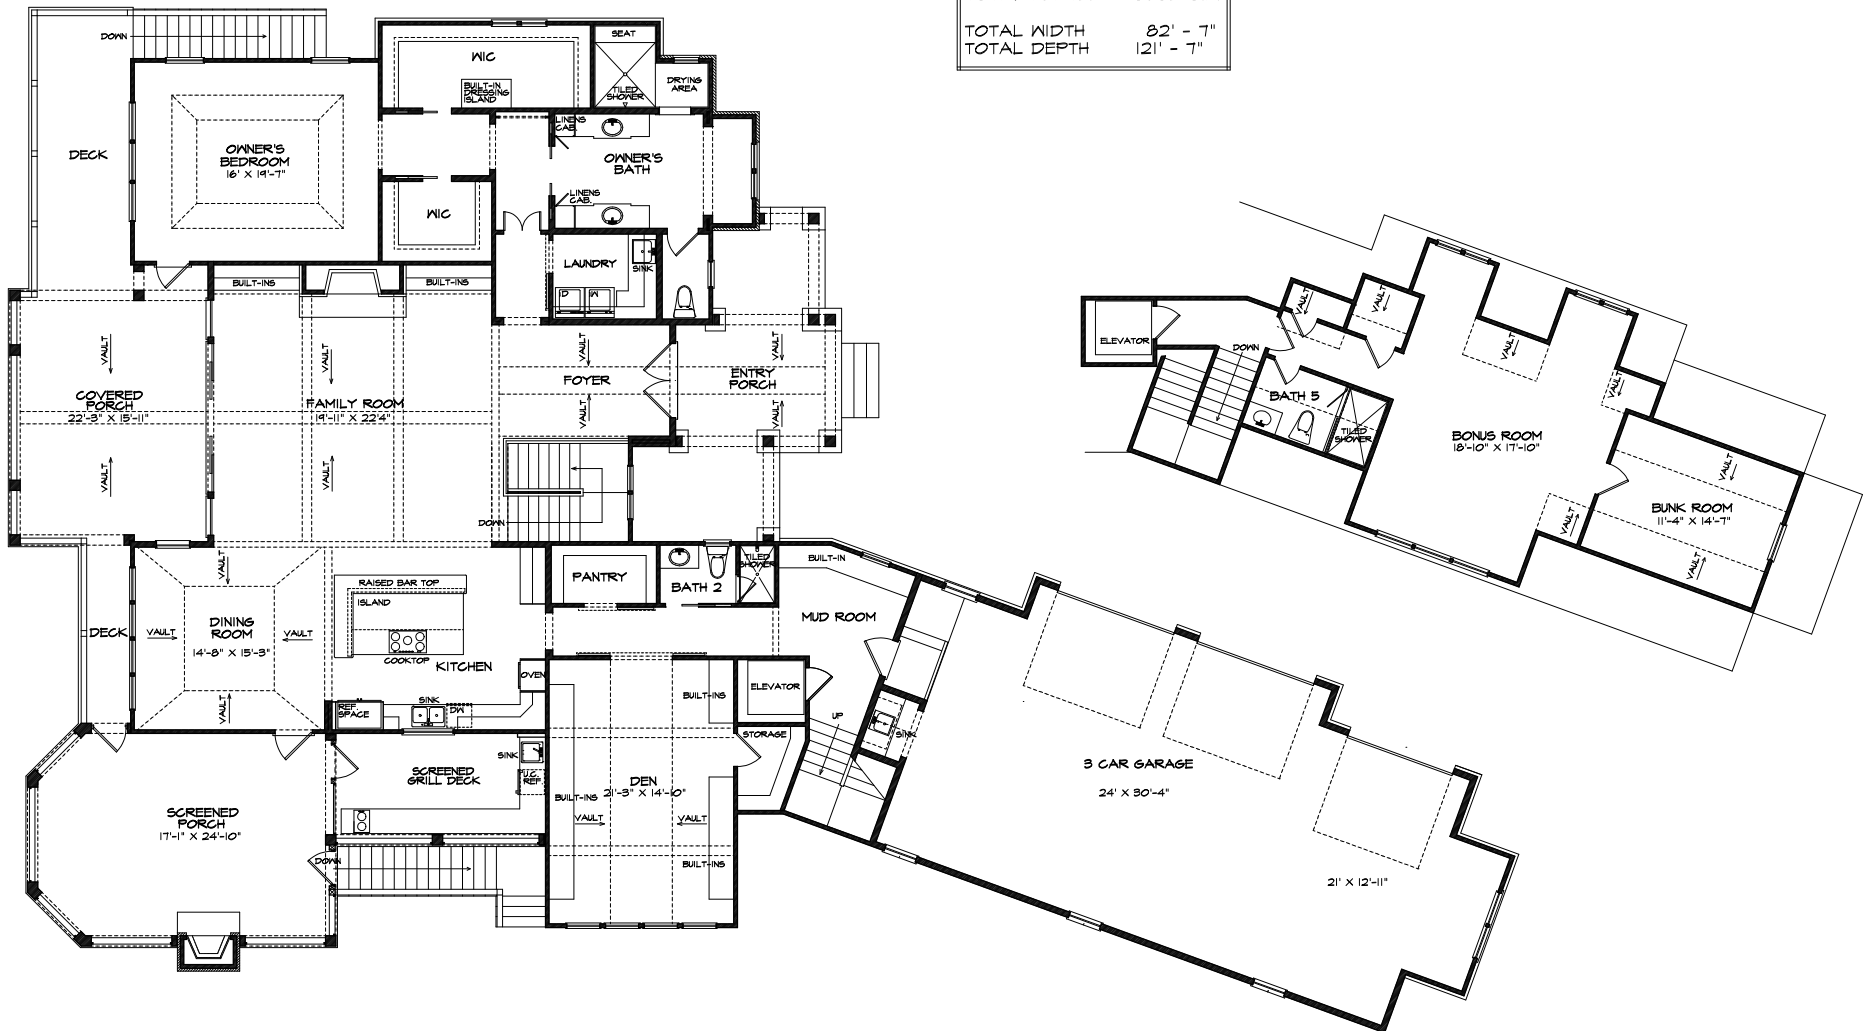 TOTAL WIDTH 82' - 7"
TOTAL DEPTH 121' - 7"
DOWN
WIC
BUILT-IN
DRESSING
ISLAND
SEAT
TILED
SHOWER
DRYING
AREA
DECK
OWNER'S
BEDROOM
16' X 19'-7"
LINENS
CAB.
OWNER'S
BATH
LINENS
CAB.
WIC
LAUNDRY
SINK
D
W
BUILT-INS
BUILT-INS
VAULT
VAULT
VAULT
VAULT
FOYER
ENTRY
PORCH
COVERED
PORCH
22'-3" X 15'-11"
FAMILY ROOM
19'-11" X 22'4"
VAULT
VAULT
VAULT
VAULT
DOWN
ELEVATOR
DOWN
VAULT
VAULT
VAULT
VAULT
BATH 5
TILED
SHOWER
BONUS ROOM
18'-10" X 17'-10"
VAULT
VAULT
BUNK ROOM
11'-4" X 14'-7"
VAULT
VAULT
PANTRY
BATH 2
TILED
SHOWER
BUILT-IN
MUD ROOM
RAISED BAR TOP
ISLAND
COOKTOP
KITCHEN
DINING
ROOM
14'-8" X 15'-3"
VAULT
VAULT
VAULT
VAULT
DECK
OVEN
REF.
SPACE
SINK
DW
BUILT-INS
ELEVATOR
UP
STORAGE
SINK
SCREENED
GRILL DECK
SINK
U.C.
REF.
DEN
21'-3" X 14'-10"
BUILT-INS
VAULT
VAULT
BUILT-INS
3 CAR GARAGE
24' X 30'-4"
21' X 12'-11"
SCREENED
PORCH
17'-1" X 24'-10"
DOWN